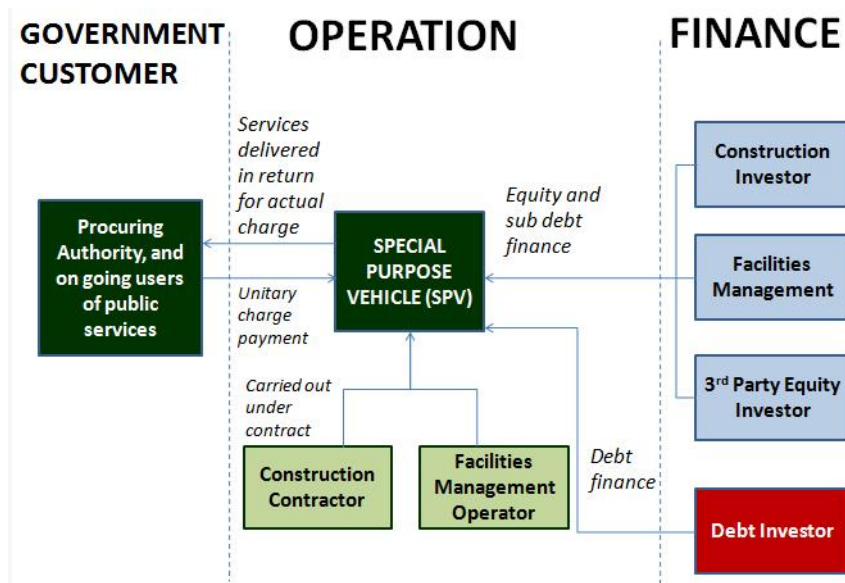 GOVERNMENT
CUSTOMER
OPERATION
FINANCE
Services
delivered
in return
for actual
charge
Procuring
Authority, and
on going users
of public
services
Unitary
charge
payment
SPECIAL
PURPOSE
VEHICLE (SPV)
Equity and
sub debt
finance
Construction
Investor
Facilities
Management
3rd Party Equity
Investor
Carried out
under
contract
Construction
Contractor
Facilities
Management
Operator
Debt
finance
Debt Investor